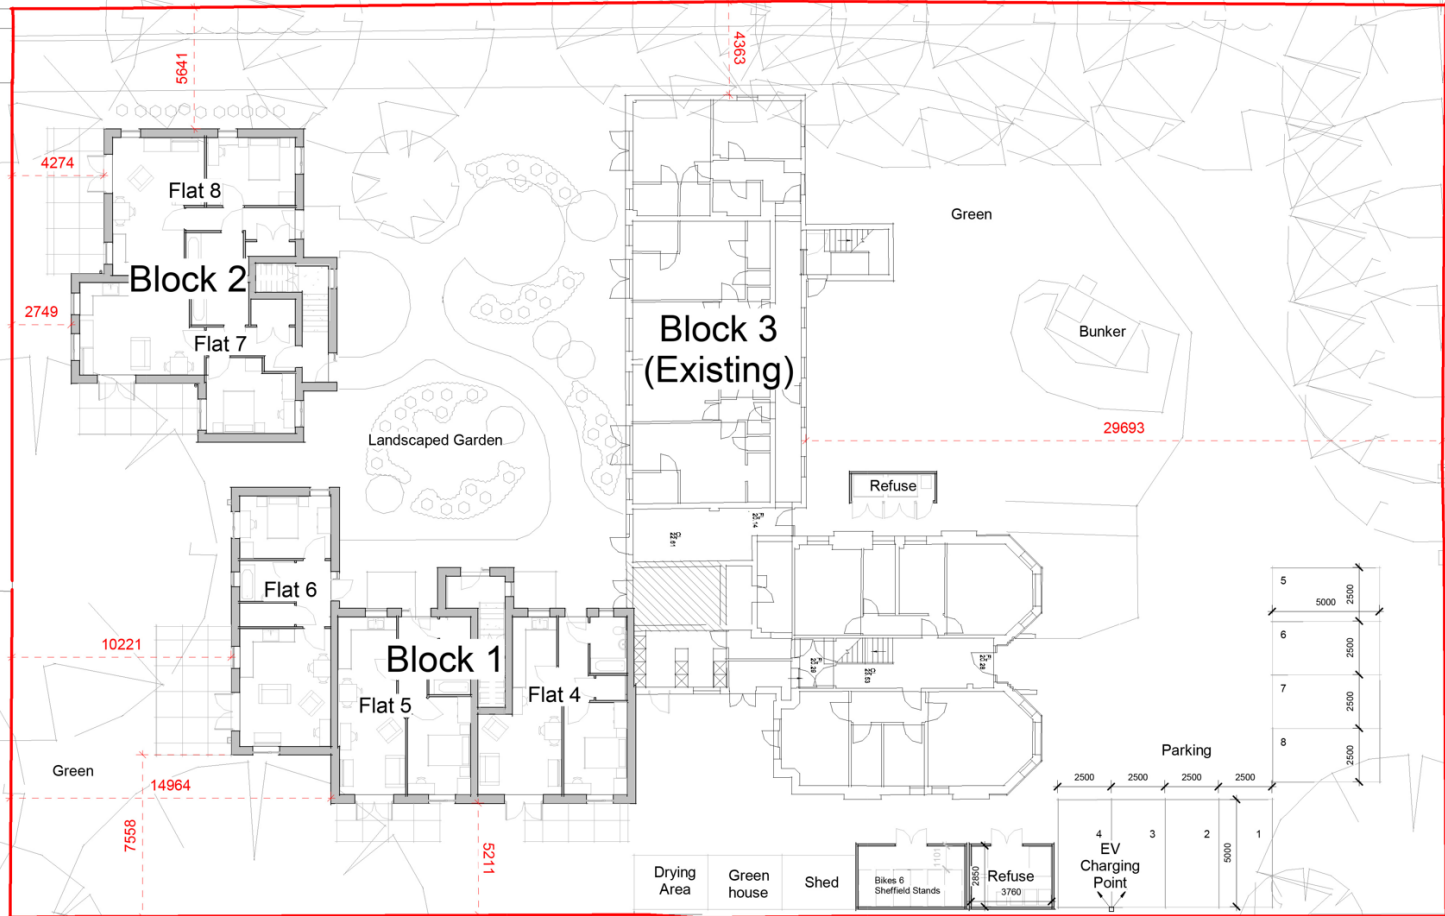 5641
4363
4274
Flat 8
Green
Block 2
2749
Flat 7
Block 3
(Existing)
Bunker
Landscaped Garden
29693
Refuse
Flat 6
10221
Block 1
Flat 5
Flat 4
5
5000
2500
6
2500
7
2500
8
2500
Green
14964
7558
5211
Parking
2500
2500
2500
2500
4
3
2
1
EV
Charging
Point
5000
Drying
Area
Green
house
Shed
1101
Bikes 6
Sheffield Stands
2850
Refuse
3760